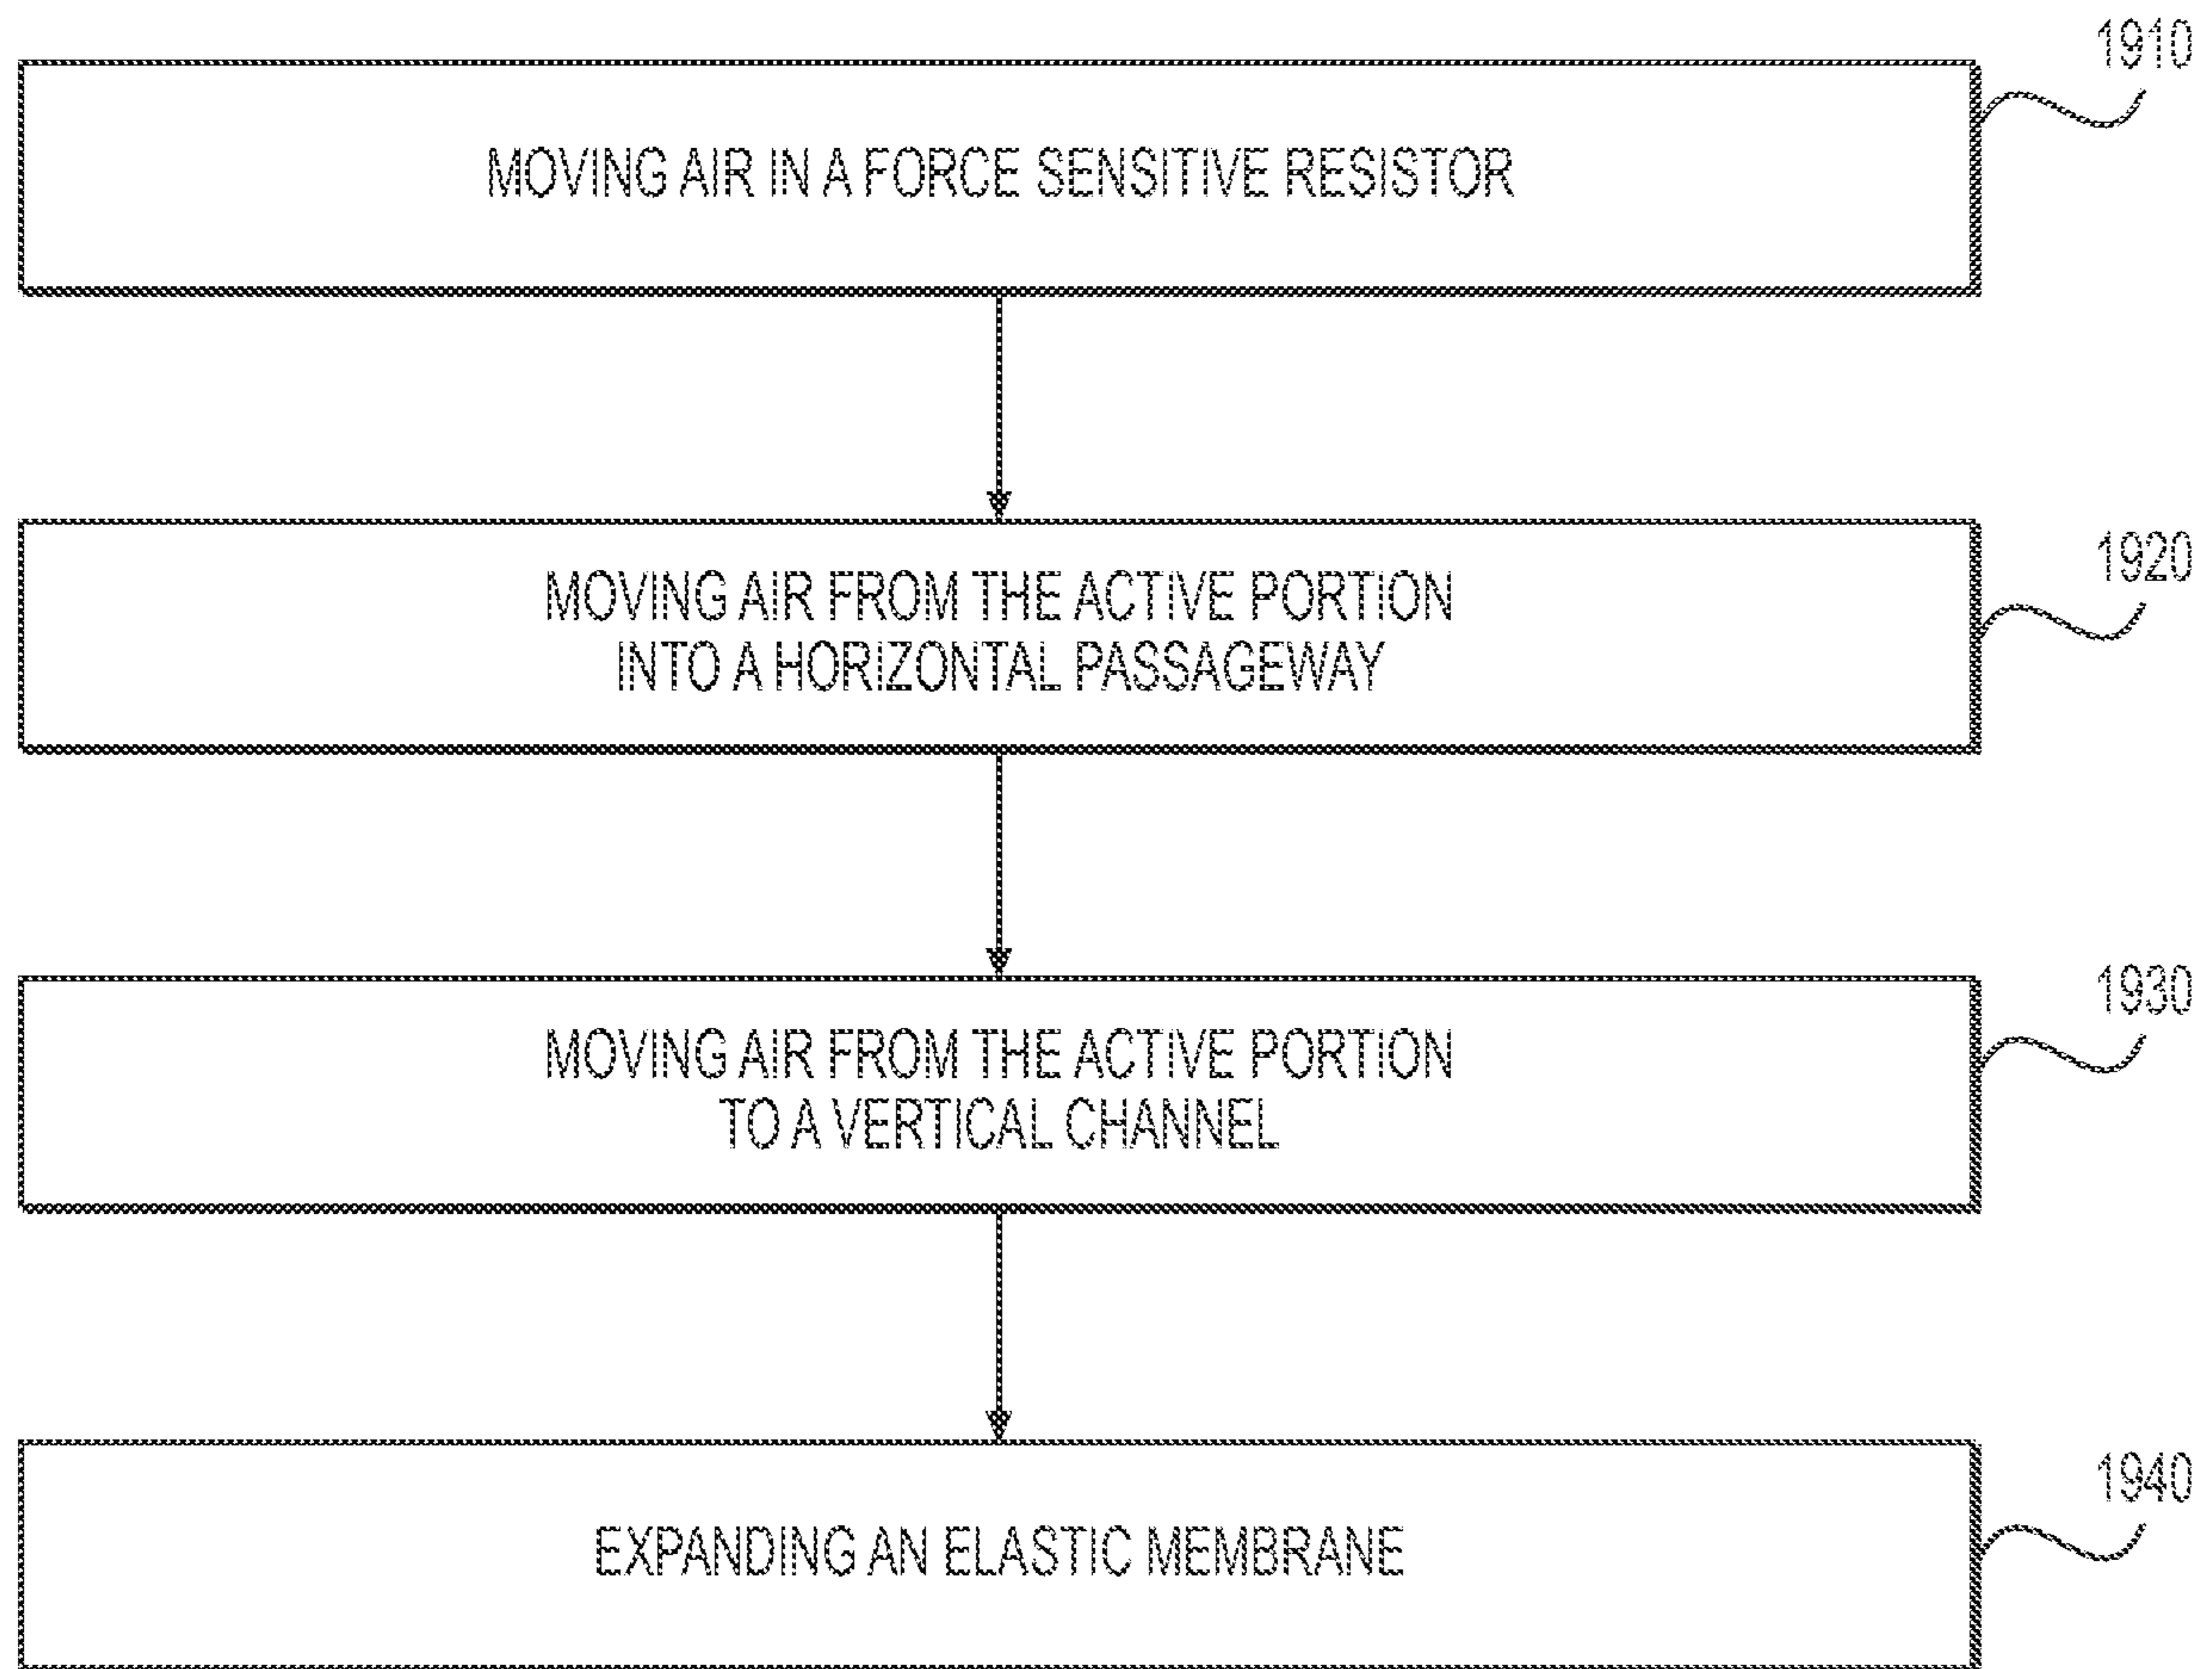 1910
MOVING AIR IN A FORCE SENSITIVE RESISTOR
1920
MOVING AIR FROM THE ACTIVE PORTION
INTO A HORIZONTAL PASSAGEWAY
1930
MOVING AIR FROM THE ACTIVE PORTION
TO A VERTICAL CHANNEL
1940
EXPANDING AN ELASTIC MEMBRANE